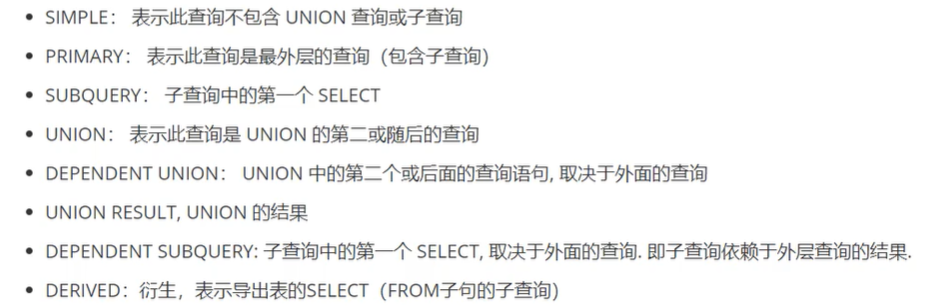 • SIMPLE： 表示此查询不包含 UNION 查询或子查询
• PRIMARY： 表示此查询是最外层的查询（包含子查询）
• SUBQUERY： 子查询中的第一个 SELECT
• UNION： 表示此查询是 UNION 的第二或随后的查询
• DEPENDENT UNION： UNION 中的第二个或后面的查询语句, 取决于外面的查询
• UNION RESULT, UNION 的结果
• DEPENDENT SUBQUERY: 子查询中的第一个 SELECT, 取决于外面的查询. 即子查询依赖于外层查询的结果.
• DERIVED：衍生，表示导出表的SELECT（FROM子句的子查询）